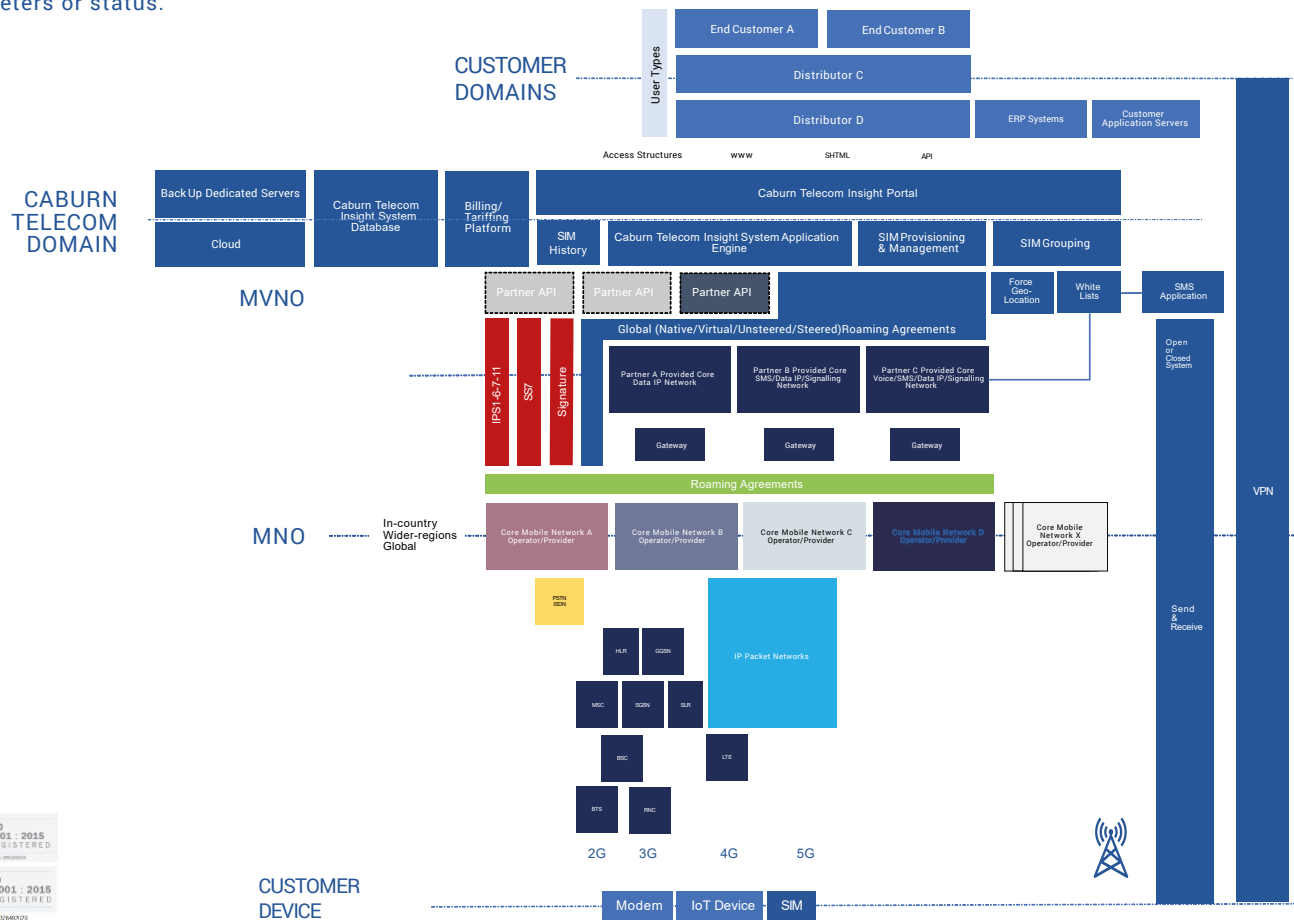 eters or status.
End Customer A
End Customer B
CUSTOMER
DOMAINS
User Types
Distributor C
Distributor D
ERP Systems
Customer
Application Servers
Access Structures
www
SHTML
API
CABURN
TELECOM
DOMAIN
Back Up Dedicated Servers
Cloud
Caburn Telecom
Insight System
Database
Billing/
Tariffing
Platform
Caburn Telecom Insight Portal
SIM
History
Caburn Telecom Insight System Application
Engine
SIM Provisioning
& Management
SIM Grouping
MVNO
Partner API
Partner API
Partner API
Force
Geo-
Location
White
Lists
SMS
Application
Global (Native/Virtual/Unsteered/Steered)Roaming Agreements
IPS1-6-7-11
SS7
Signature
Partner A Provided Core
Data IP Network
Partner B Provided Core
SMS/Data IP/Signalling
Network
Partner C Provided Core
Voice/SMS/Data IP/Signalling
Network
Open
or
Closed
System
Gateway
Gateway
Gateway
Roaming Agreements
VPN
MNO
In-country
Wider-regions
Global
Core Mobile Network A
Operator/Provider
Core Mobile Network B
Operator/Provider
Core Mobile Network C
Operator/Provider
Core Mobile Network D
Operator/Provider
Core Mobile
Network X
Operator/Provider
PSTN
ISDN
Send
&
Receive
HLR
GGSN
IP Packet Networks
MSC
SGSN
SLR
BSC
LTE
BTS
RNC
2G
3G
4G
5G
01 : 2015
GISTERED
001 : 2015
GISTERED
CUSTOMER
DEVICE
Modem
IoT Device
SIM